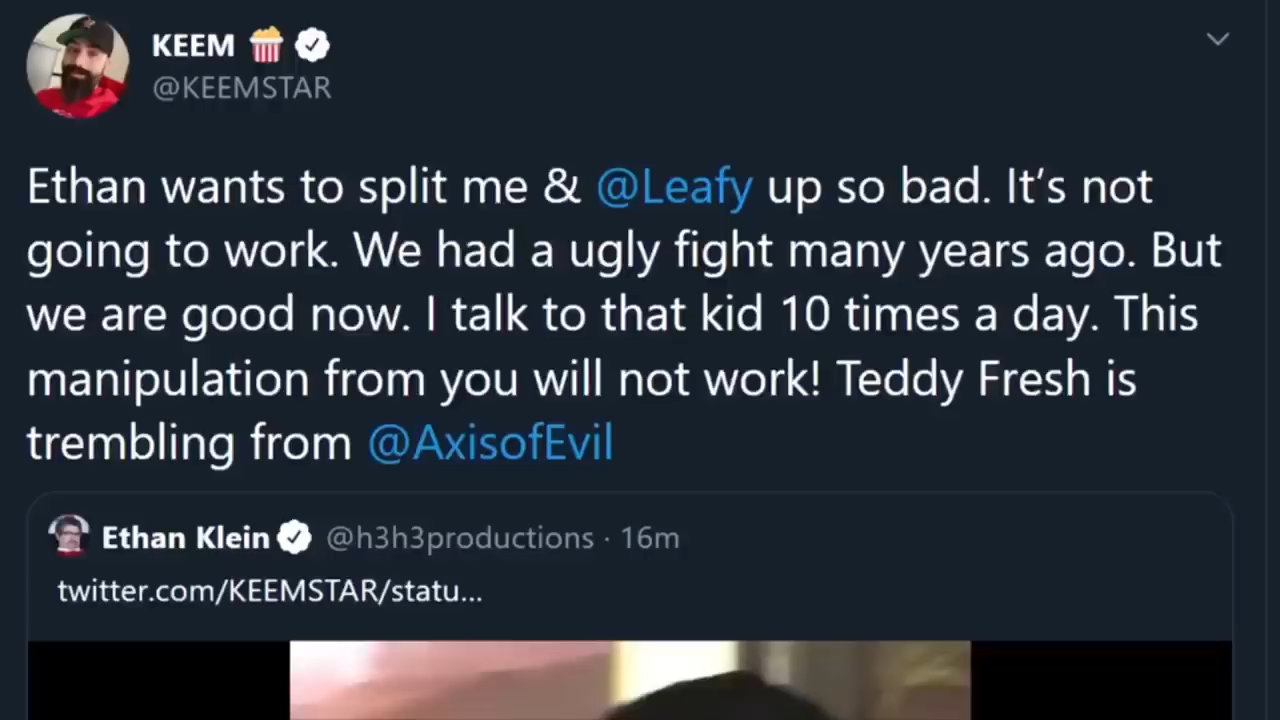 KEEM 🍿
@KEEMSTAR
Ethan wants to split me & @Leafy up so bad. It’s not
going to work. We had a ugly fight many years ago. But
we are good now. I talk to that kid 10 times a day. This
manipulation from you will not work! Teddy Fresh is
trembling from @AxisofEvil
Ethan Klein @h3h3productions · 16m
twitter.com/KEEMSTAR/statu...